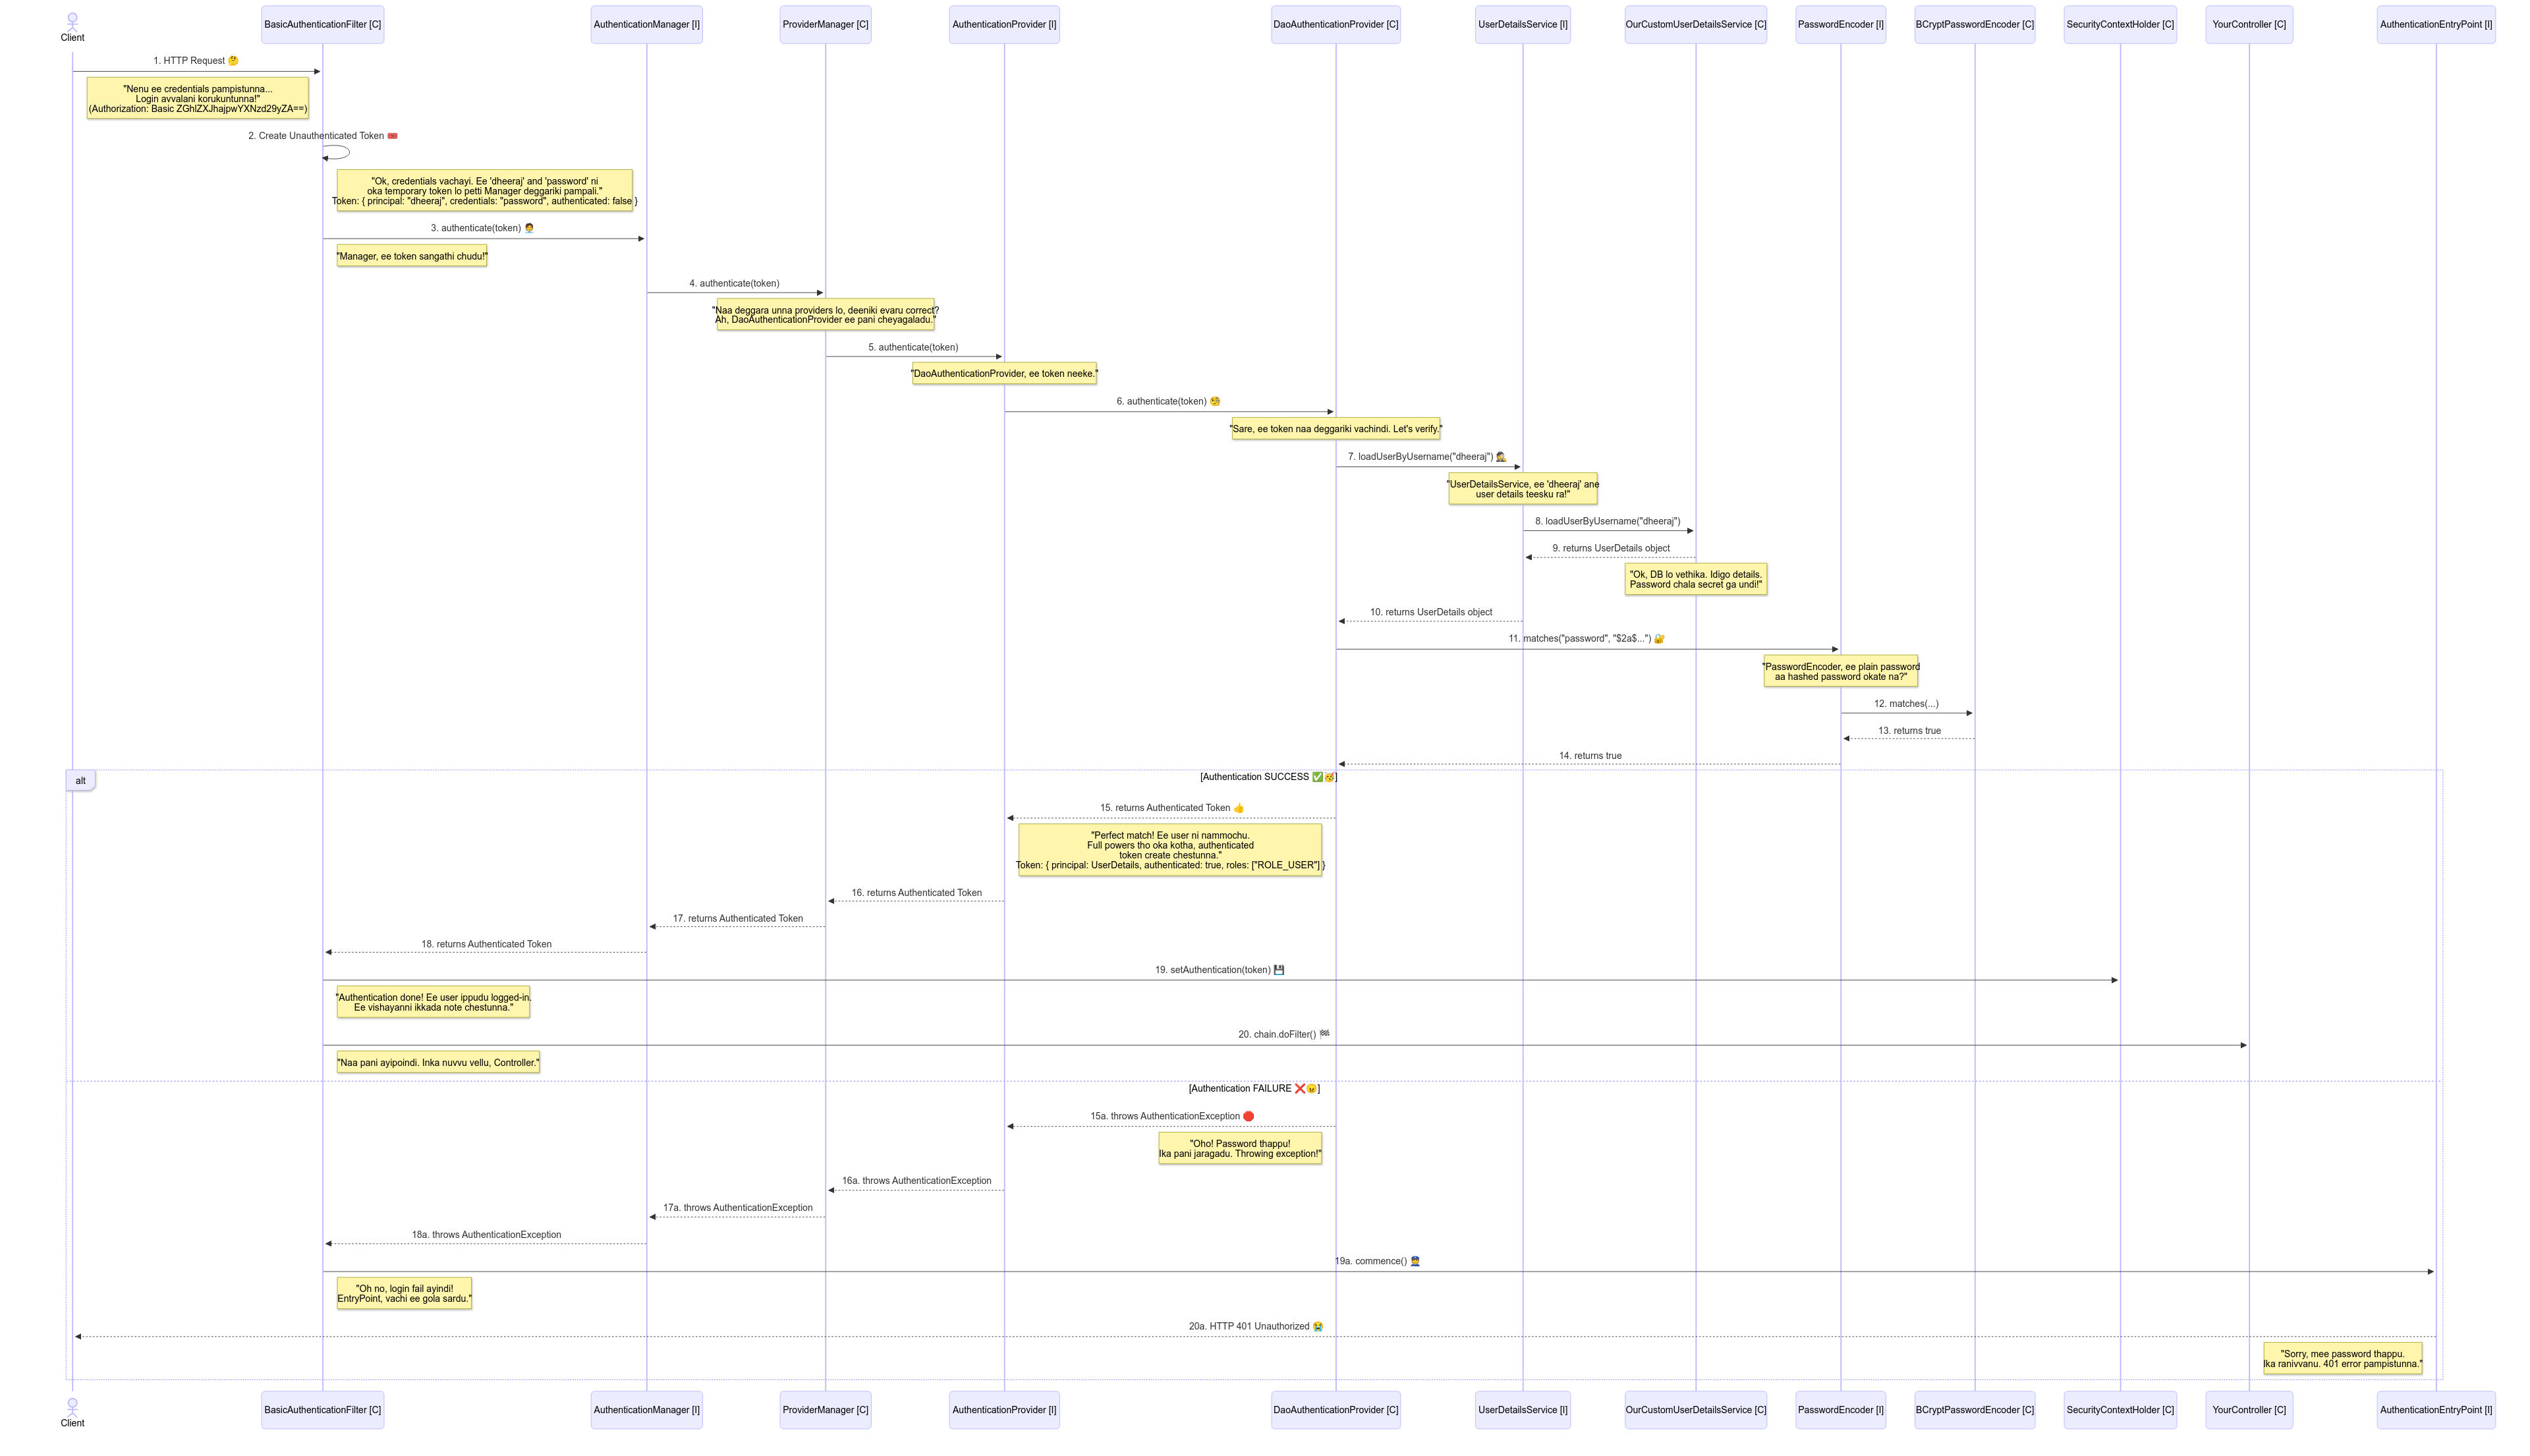 Client
BasicAuthenticationFilter [C]
AuthenticationManager [I]
ProviderManager [C]
AuthenticationProvider [I]
DaoAuthenticationProvider [C]
UserDetailsService [I]
OurCustomUserDetailsService [C]
PasswordEncoder [I]
BCryptPasswordEncoder [C]
SecurityContextHolder [C]
YourController [C]
AuthenticationEntryPoint [I]
1. HTTP Request 🤔
"Nenu ee credentials pampistunna...
Login avvalani korukuntunna!"
(Authorization: Basic ZGhlZXJhajpwYXNzd29yZA==)
2. Create Unauthenticated Token 🎟️
"Ok, credentials vachayi. Ee 'dheeraj' and 'password' ni
oka temporary token lo petti Manager deggariki pampali."
Token: { principal: "dheeraj", credentials: "password", authenticated: false }
3. authenticate(token) 🧑‍💼
"Manager, ee token sangathi chudu!"
4. authenticate(token)
"Naa deggara unna providers lo, deeniki evaru correct?
Ah, DaoAuthenticationProvider ee pani cheyagaladu."
5. authenticate(token)
"DaoAuthenticationProvider, ee token neeke."
6. authenticate(token) 🧐
"Sare, ee token naa deggariki vachindi. Let's verify."
7. loadUserByUsername("dheeraj") 🕵️
"UserDetailsService, ee 'dheeraj' ane
user details teesku ra!"
8. loadUserByUsername("dheeraj")
9. returns UserDetails object
"Ok, DB lo vethika. Idigo details.
Password chala secret ga undi!"
10. returns UserDetails object
11. matches("password", "$2a$...") 🔐
"PasswordEncoder, ee plain password
aa hashed password okate na?"
12. matches(...)
13. returns true
14. returns true
alt
[Authentication SUCCESS ✅🥳]
15. returns Authenticated Token 👍
"Perfect match! Ee user ni nammochu.
Full powers tho oka kotha, authenticated
token create chestunna."
Token: { principal: UserDetails, authenticated: true, roles: ["ROLE_USER"] }
16. returns Authenticated Token
17. returns Authenticated Token
18. returns Authenticated Token
19. setAuthentication(token) 💾
"Authentication done! Ee user ippudu logged-in.
Ee vishayanni ikkada note chestunna."
20. chain.doFilter() 🏁
"Naa pani ayipoindi. Inka nuvvu vellu, Controller."
[Authentication FAILURE ❌😠]
15a. throws AuthenticationException 🛑
"Oho! Password thappu!
Ika pani jaragadu. Throwing exception!"
16a. throws AuthenticationException
17a. throws AuthenticationException
18a. throws AuthenticationException
19a. commence() 👮
"Oh no, login fail ayindi!
EntryPoint, vachi ee gola sardu."
20a. HTTP 401 Unauthorized 😭
"Sorry, mee password thappu.
Ika ranivvanu. 401 error pampistunna."
Client
BasicAuthenticationFilter [C]
AuthenticationManager [I]
ProviderManager [C]
AuthenticationProvider [I]
DaoAuthenticationProvider [C]
UserDetailsService [I]
OurCustomUserDetailsService [C]
PasswordEncoder [I]
BCryptPasswordEncoder [C]
SecurityContextHolder [C]
YourController [C]
AuthenticationEntryPoint [I]